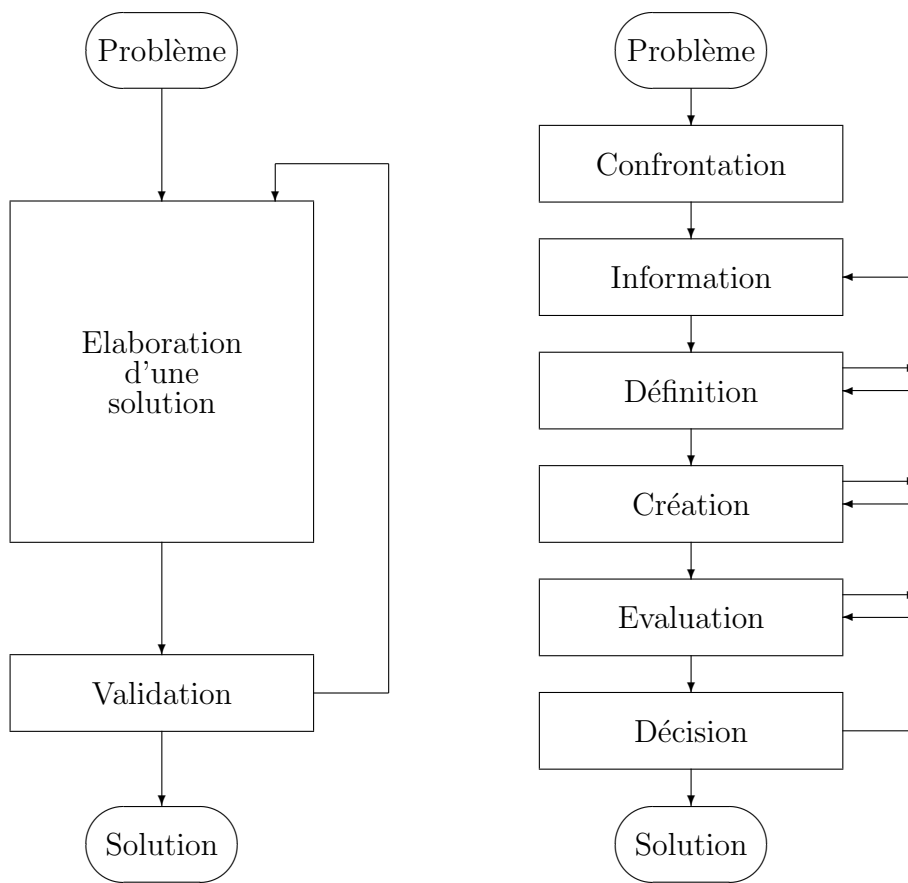 Problème
Elaboration
d'une
solution
Validation
Solution
Problème
Confrontation
Information
Définition
Création
Evaluation
Décision
Solution